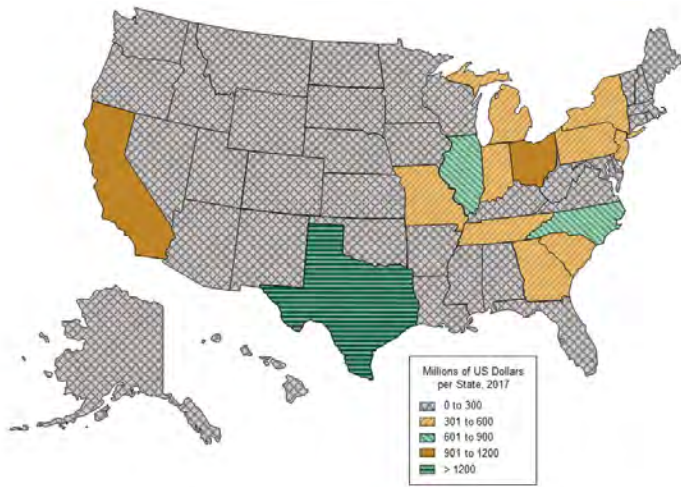 Millions of US Dollars
per State, 2017
0 to 300
301 to 600
601 to 900
901 to 1200
> 1200